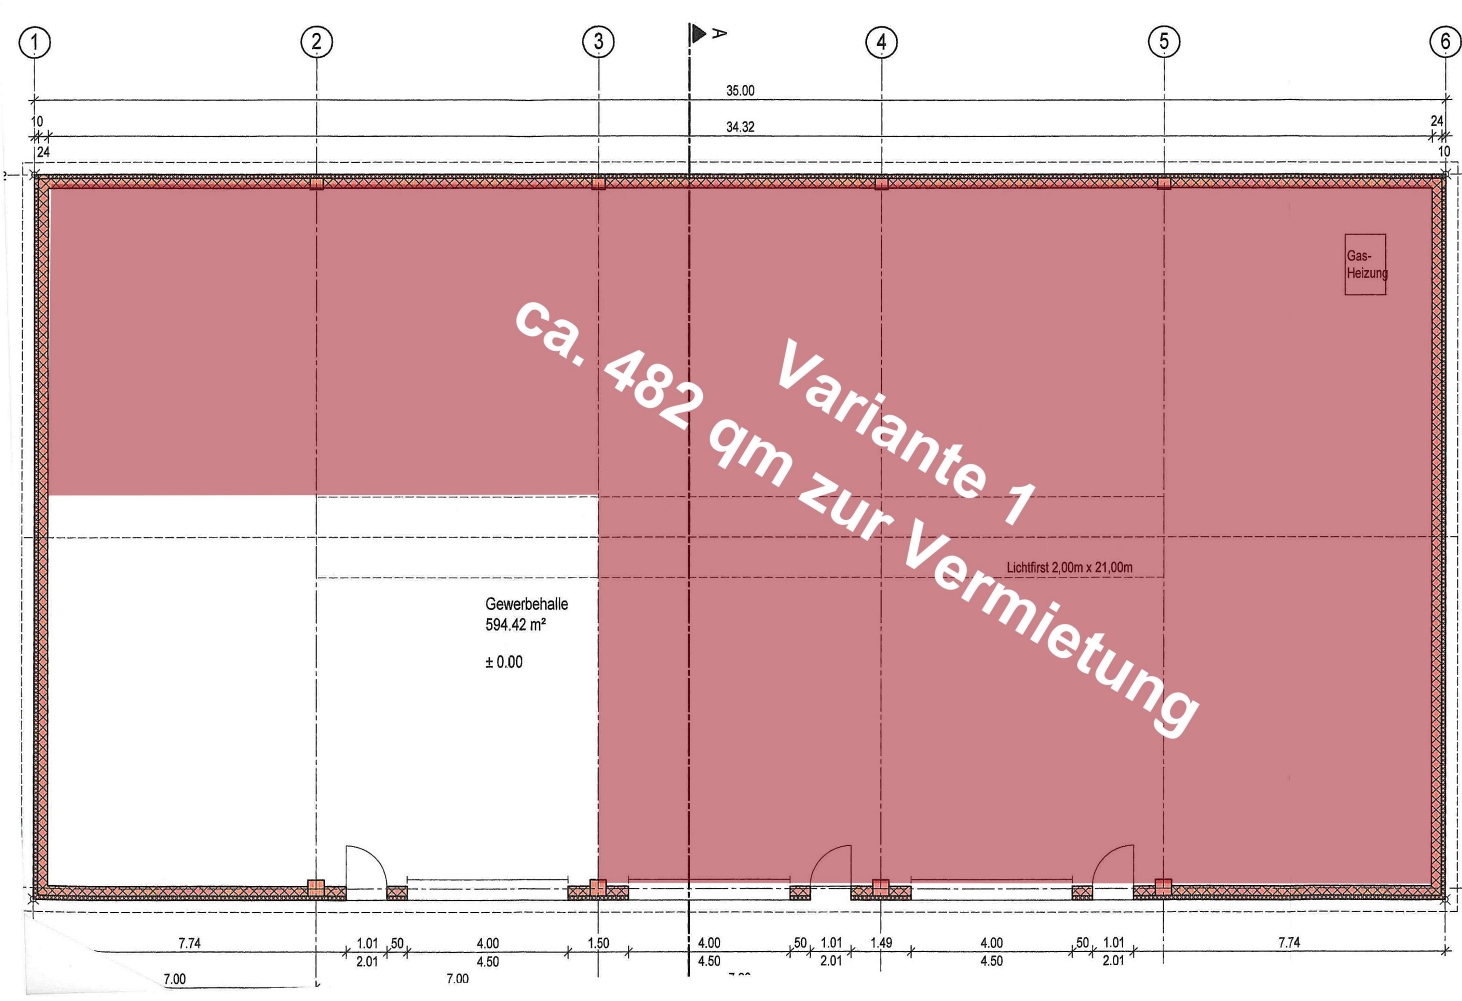 1 2 3 4 5 6
A
35.00
10 34.32 24
24 10
Gas-
Heizung
Variante 1
ca. 482 qm zur Vermietung
Lichtfirst 2,00m x 21,00m
Gewerbehalle
594.42 m²
± 0.00
7.74 1.01 50 4.00 1.50 4.00 50 1.01 1.49 4.00 50 1.01 7.74
2.01 4.50 4.50 2.01 4.50 2.01
7.00 7.00